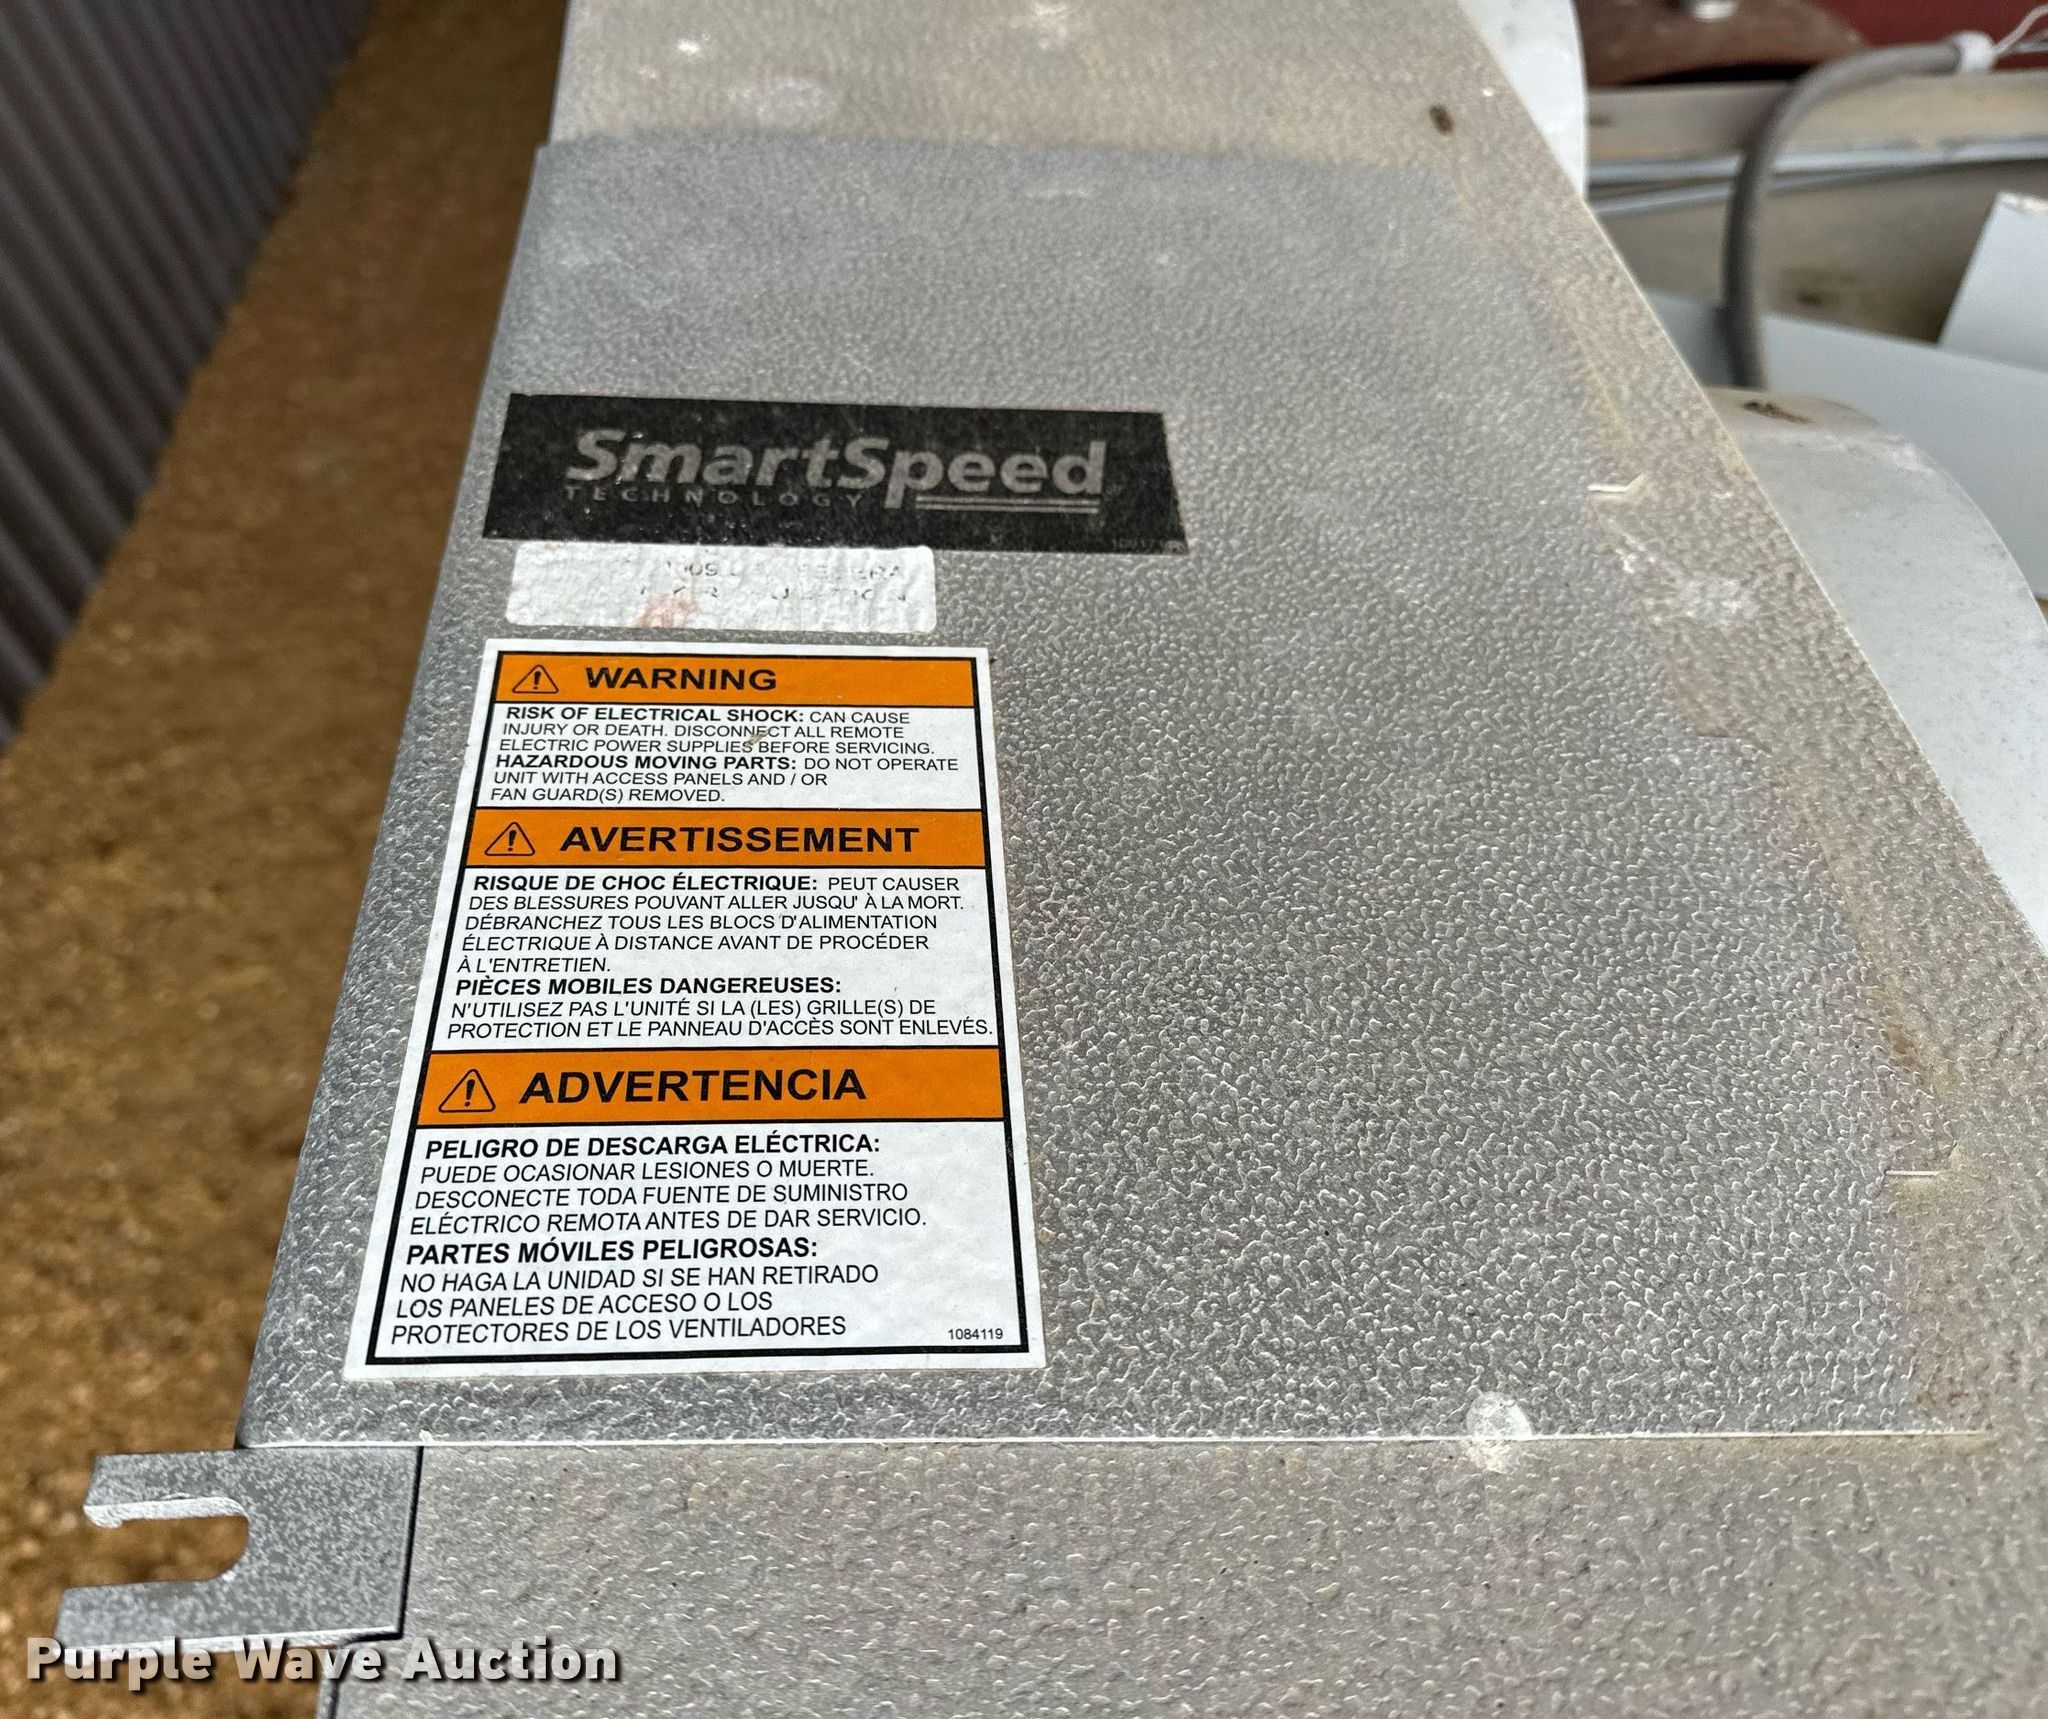 SmartSpeed
TECHNOLOGY
WARNING
RISK OF ELECTRICAL SHOCK: CAN CAUSE
INJURY OR DEATH. DISCONNECT ALL REMOTE
ELECTRIC POWER SUPPLIES BEFORE SERVICING.
HAZARDOUS MOVING PARTS: DO NOT OPERATE
UNIT WITH ACCESS PANELS AND / OR
FAN GUARD(S) REMOVED.
AVERTISSEMENT
RISQUE DE CHOC ÉLECTRIQUE: PEUT CAUSER
DES BLESSURES POUVANT ALLER JUSQU' À LA MORT.
DÉBRANCHEZ TOUS LES BLOCS D'ALIMENTATION
ÉLECTRIQUE À DISTANCE AVANT DE PROCÉDER
À L'ENTRETIEN.
PIÈCES MOBILES DANGEREUSES:
N'UTILISEZ PAS L'UNITÉ SI LA (LES) GRILLE(S) DE
PROTECTION ET LE PANNEAU D'ACCÈS SONT ENLEVÉS.
ADVERTENCIA
PELIGRO DE DESCARGA ELÉCTRICA:
PUEDE OCASIONAR LESIONES O MUERTE.
DESCONECTE TODA FUENTE DE SUMINISTRO
ELÉCTRICO REMOTA ANTES DE DAR SERVICIO.
PARTES MÓVILES PELIGROSAS:
NO HAGA LA UNIDAD SI SE HAN RETIRADO
LOS PANELES DE ACCESO O LOS
PROTECTORES DE LOS VENTILADORES
1084119
Purple Wave Auction